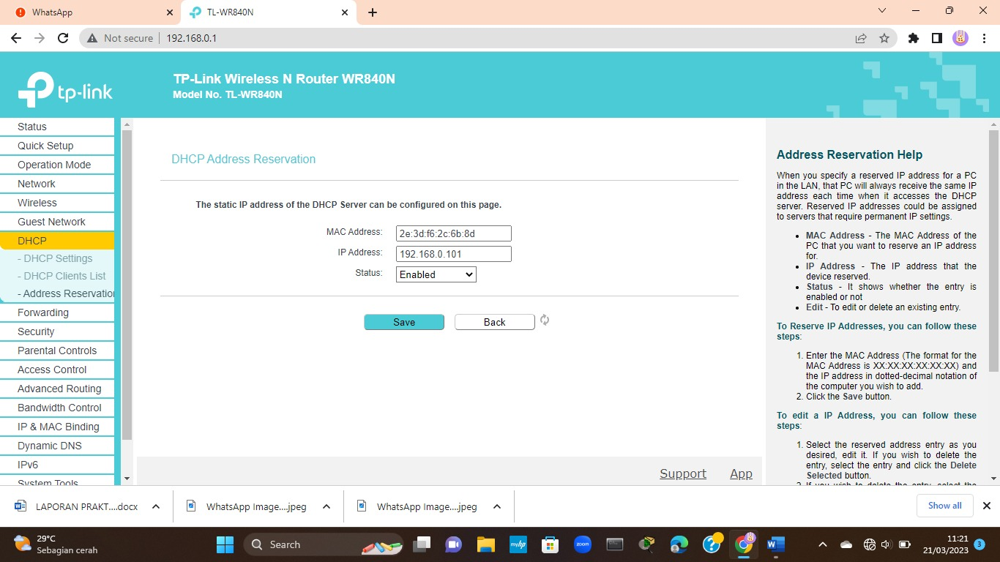 WhatsApp
TL-WR840N
Not secure
192.168.0.1
tp-link
TP-Link Wireless N Router WR840N
Model No. TL-WR840N
Status
Quick Setup
Operation Mode
Network
Wireless
Guest Network
DHCP
- DHCP Settings
- DHCP Clients List
- Address Reservation
Forwarding
Security
Parental Controls
Access Control
Advanced Routing
Bandwidth Control
IP & MAC Binding
Dynamic DNS
IPv6
System Tools
DHCP Address Reservation
The static IP address of the DHCP Server can be configured on this page.
MAC Address: 2e:3d:f6:2c:6b:8d
IP Address: 192.168.0.101
Status: Enabled
Save
Back
Support
App
Address Reservation Help
When you specify a reserved IP address for a PC
in the LAN, that PC will always receive the same IP
address each time when it accesses the DHCP
server. Reserved IP addresses could be assigned
to servers that require permanent IP settings.
• MAC Address - The MAC Address of the
PC that you want to reserve an IP address
for.
• IP Address - The IP address that the
device reserved.
• Status - It shows whether the entry is
enabled or not
• Edit - To edit or delete an existing entry.
To Reserve IP Addresses, you can follow these
steps:
1. Enter the MAC Address (The format for the
MAC Address is XX:XX:XX:XX:XX:XX) and
the IP address in dotted-decimal notation of
the computer you wish to add.
2. Click the Save button.
To edit a IP Address, you can follow these
steps:
1. Select the reserved address entry as you
desired, edit it. If you wish to delete the
entry, select the entry and click the Delete
Selected button.
2. If you wish to delete the entry, select the
LAPORAN PRAKT....docx
WhatsApp Image....jpeg
WhatsApp Image....jpeg
Show all
29°C
Sebagian cerah
Search
myhp
zoom
11:21
21/03/2023
3